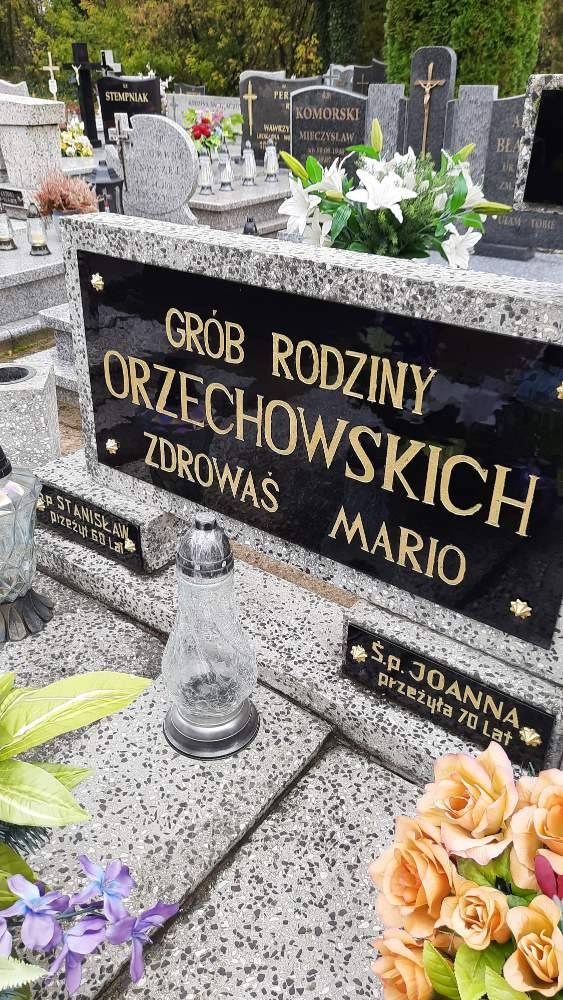 STEMPNIAK
KOMORSKI
MIECZYSŁAW
GRÓB RODZINY
ORZECHOWSKICH
ZDROWAŚ MARIO
Ś.p STANISŁAW
przeżył 60 Lat
Ś.p. JOANNA
przeżyła 70 Lat